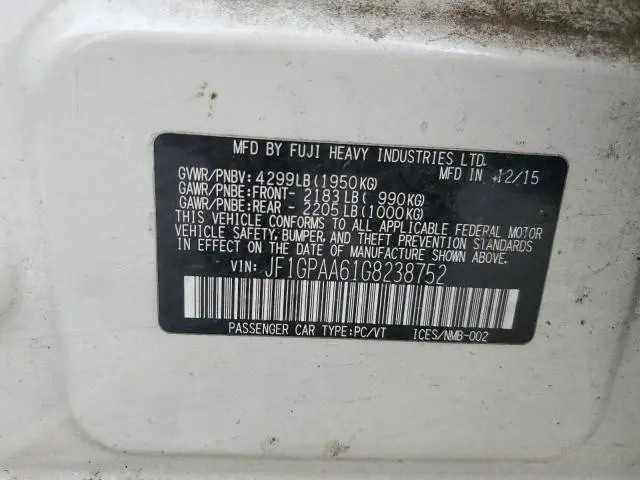 MFD BY FUJI HEAVY INDUSTRIES LTD.
MFD IN 12/15
GVWR/PNBV: 4299LB(1950KG)
GAWR/PNBE:FRONT- 2183LB( 990KG)
GAWR/PNBE:REAR - 2205LB(1000KG)
THIS VEHICLE CONFORMS TO ALL APPLICABLE FEDERAL MOTOR
VEHICLE SAFETY,BUMPER,AND THEFT PREVENTION STANDARDS
IN EFFECT ON THE DATE OF MANUFACTURE SHOWN ABOVE.
VIN: JF1GPAA61G8238752
PASSENGER CAR TYPE:PC/VT ICES/NMB-002